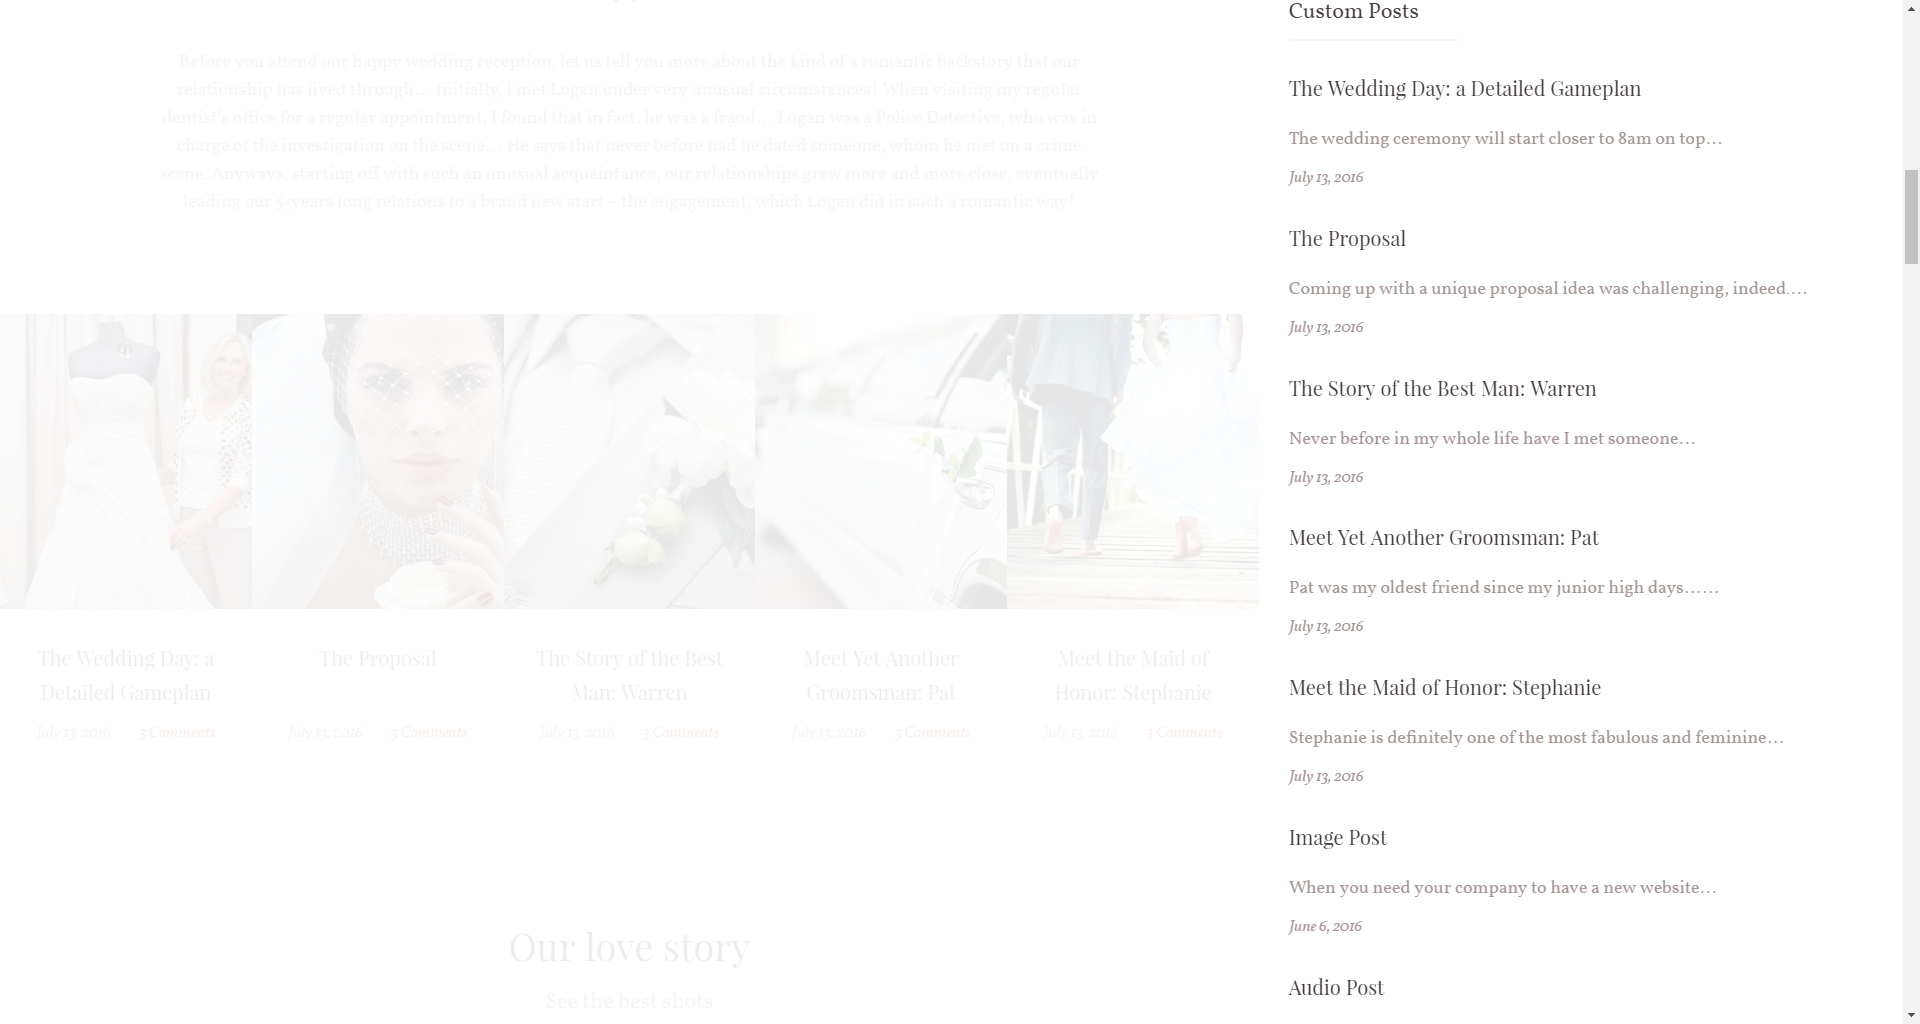 Before you attend our happy wedding reception, let us tell you more about the kind of a romantic backstory that our
relationship has lived through… Initially, I met Logan under very unusual circumstances! When visiting my regular
dentist’s office for a regular appointment, I found that in fact, he was a fraud… Logan was a Police Detective, who was in
charge of the investigation on the scene… He says that never before had he dated someone, whom he met on a crime
scene. Anyways, starting off with such an unusual acquaintance, our relationships grew more and more close, eventually
leading our 5-years long relations to a brand new start – the engagement, which Logan did in such a romantic way!
The Wedding Day: a
Detailed Gameplan
July 13, 2016 3 Comments
The Proposal
July 13, 2016 3 Comments
The Story of the Best
Man: Warren
July 13, 2016 3 Comments
Meet Yet Another
Groomsman: Pat
July 13, 2016 3 Comments
Meet the Maid of
Honor: Stephanie
July 13, 2016 3 Comments
Our love story
See the best shots
Custom Posts
The Wedding Day: a Detailed Gameplan
The wedding ceremony will start closer to 8am on top…
July 13, 2016
The Proposal
Coming up with a unique proposal idea was challenging, indeed.…
July 13, 2016
The Story of the Best Man: Warren
Never before in my whole life have I met someone…
July 13, 2016
Meet Yet Another Groomsman: Pat
Pat was my oldest friend since my junior high days……
July 13, 2016
Meet the Maid of Honor: Stephanie
Stephanie is definitely one of the most fabulous and feminine…
July 13, 2016
Image Post
When you need your company to have a new website…
June 6, 2016
Audio Post